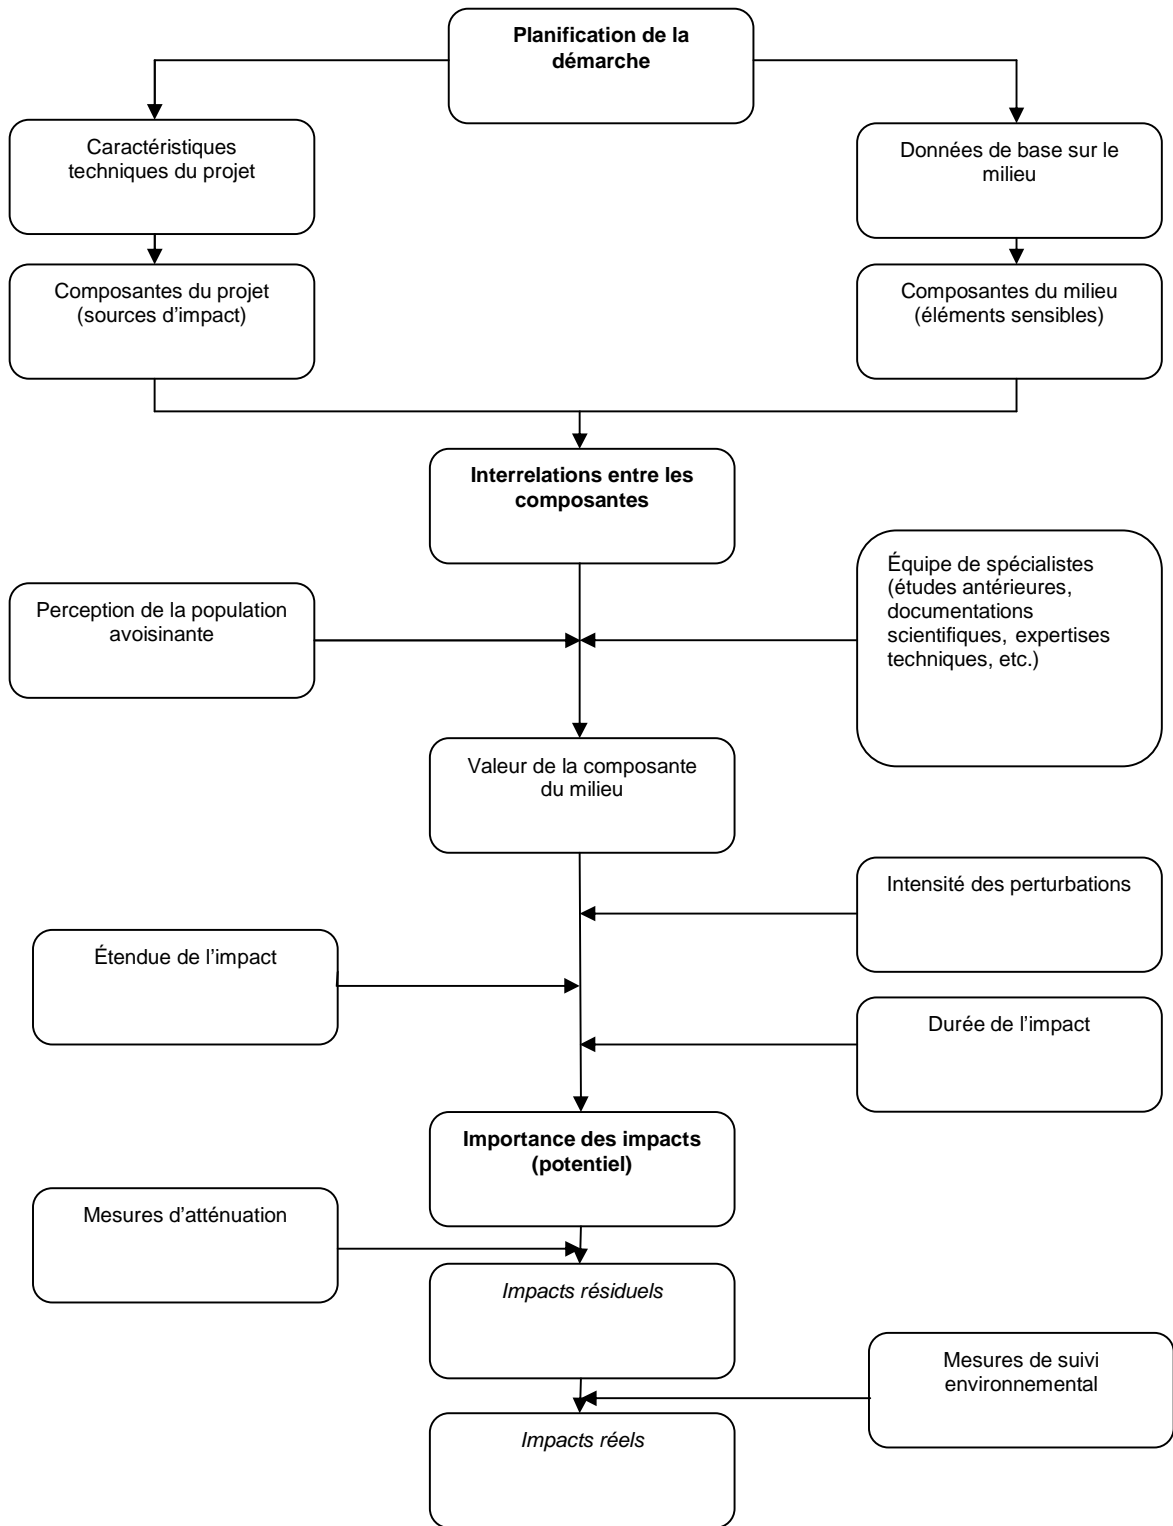 Planification de la
démarche
Caractéristiques
techniques du projet
Données de base sur le
milieu
Composantes du projet
(sources d’impact)
Composantes du milieu
(éléments sensibles)
Interrelations entre les
composantes
Perception de la population
avoisinante
Équipe de spécialistes
(études antérieures,
documentations
scientifiques, expertises
techniques, etc.)
Valeur de la composante
du milieu
Intensité des perturbations
Étendue de l’impact
Durée de l’impact
Importance des impacts
(potentiel)
Mesures d’atténuation
Impacts résiduels
Mesures de suivi
environnemental
Impacts réels